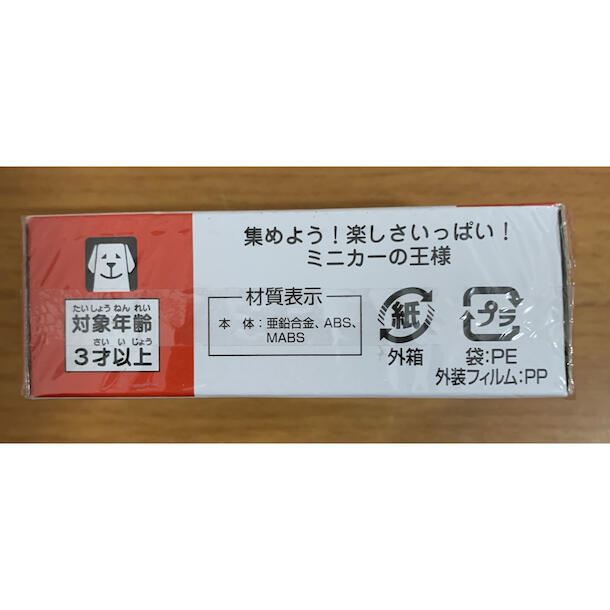 集めよう！楽しさいっぱい！
ミニカーの王様
たいしょうねんれい
対象年齢
さいいじょう
3才以上
材質表示
本　体：亜鉛合金、ABS、
MABS
紙
外箱
プラ
袋：PE
外装フィルム：PP